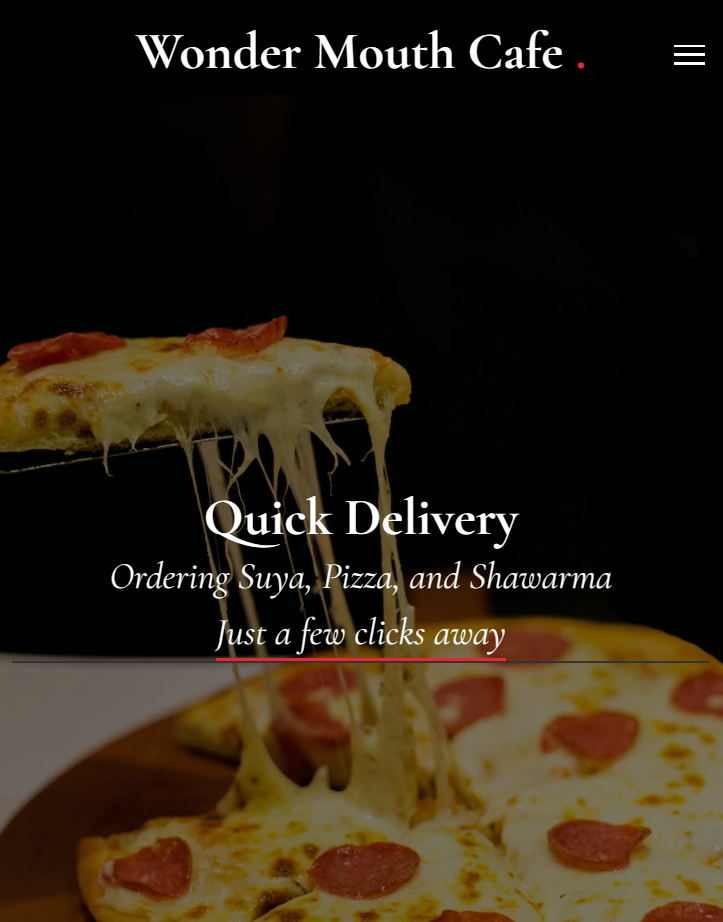 Wonder Mouth Cafe .
Quick Delivery
Ordering Suya, Pizza, and Shawarma
Just a few clicks away